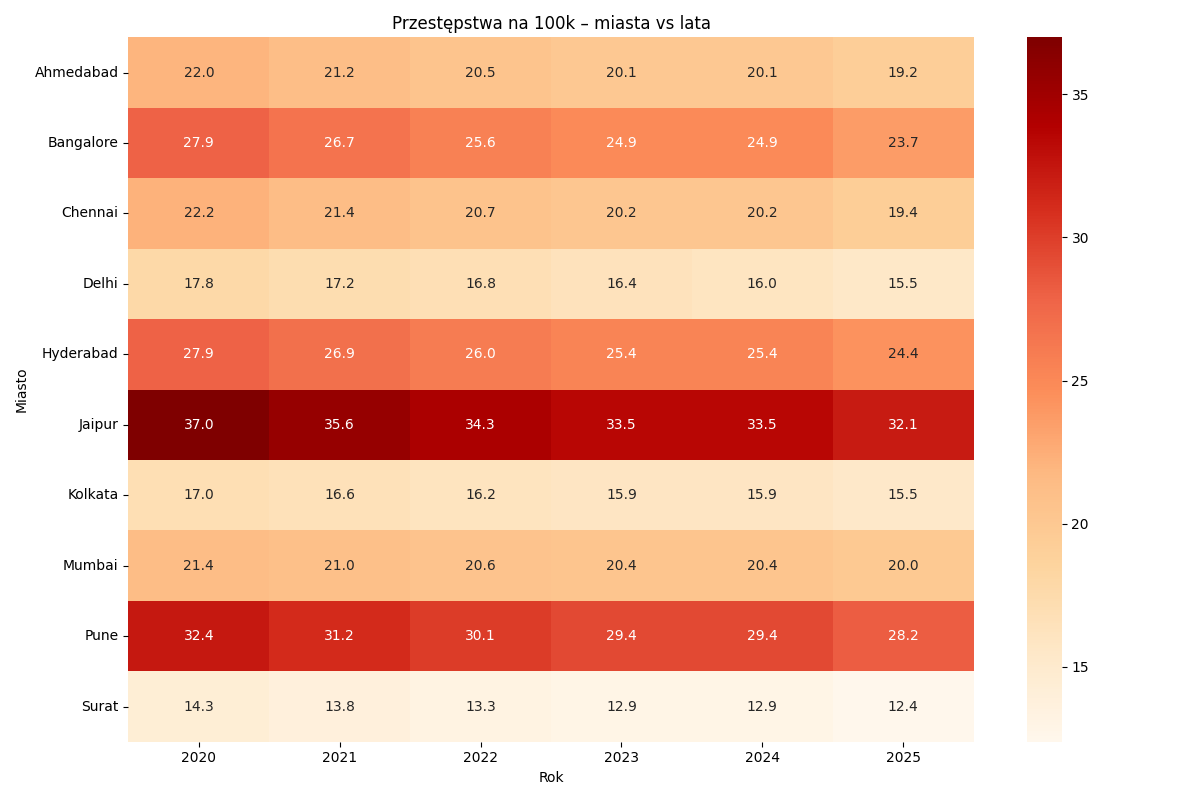 Przestępstwa na 100k – miasta vs lata
Miasto
Ahmedabad 22.0 21.2 20.5 20.1 20.1 19.2
Bangalore 27.9 26.7 25.6 24.9 24.9 23.7
Chennai 22.2 21.4 20.7 20.2 20.2 19.4
Delhi 17.8 17.2 16.8 16.4 16.0 15.5
Hyderabad 27.9 26.9 26.0 25.4 25.4 24.4
Jaipur 37.0 35.6 34.3 33.5 33.5 32.1
Kolkata 17.0 16.6 16.2 15.9 15.9 15.5
Mumbai 21.4 21.0 20.6 20.4 20.4 20.0
Pune 32.4 31.2 30.1 29.4 29.4 28.2
Surat 14.3 13.8 13.3 12.9 12.9 12.4
2020 2021 2022 2023 2024 2025
Rok
35
30
25
20
15